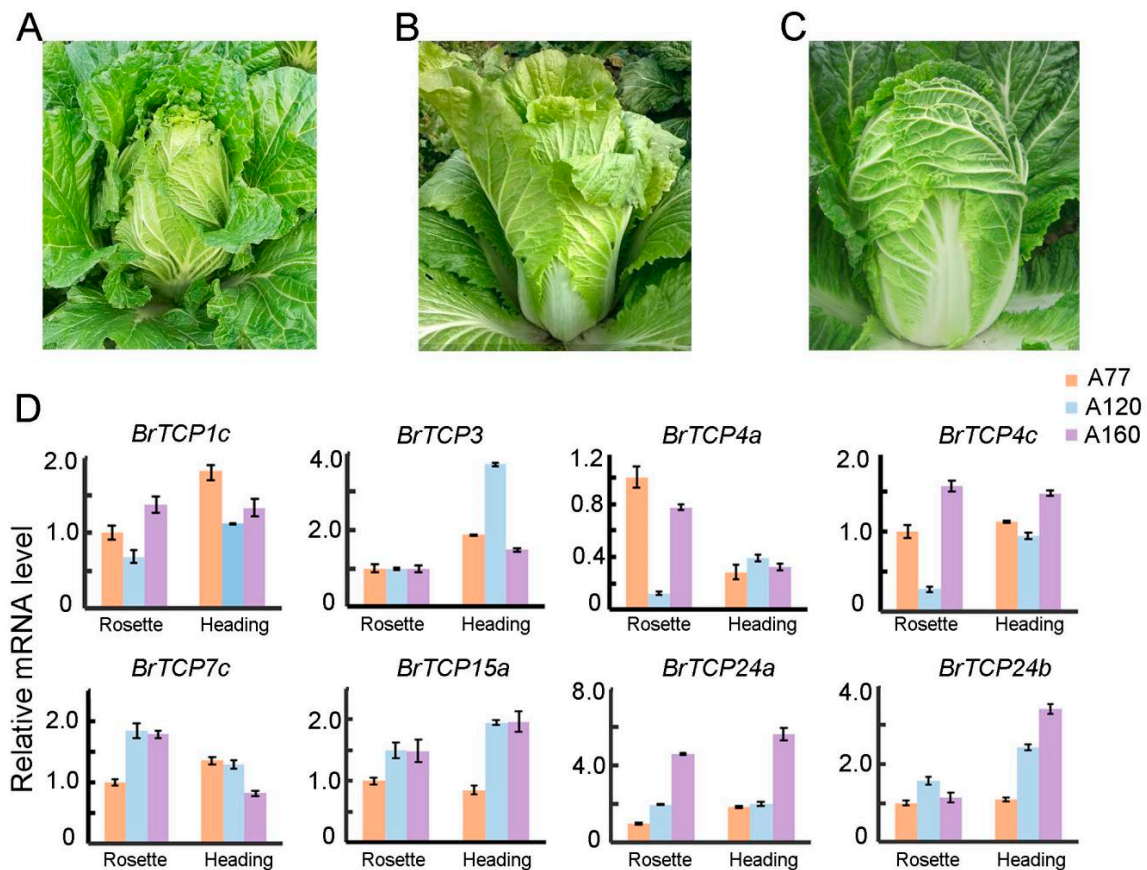 A B C
A77
A120
A160
D
Relative mRNA level
BrTCP1c BrTCP3 BrTCP4a BrTCP4c
2.0
1.0
0
Rosette Heading
4.0
2.0
0
Rosette Heading
1.2
0.8
0.4
0
Rosette Heading
2.0
1.0
0
Rosette Heading
BrTCP7c BrTCP15a BrTCP24a BrTCP24b
2.0
1.0
0
Rosette Heading
2.0
1.0
0
Rosette Heading
8.0
4.0
2.0
0
Rosette Heading
4.0
2.0
0
Rosette Heading